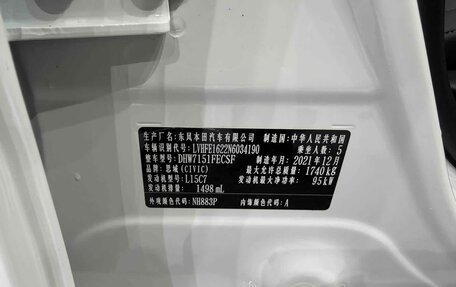 生产厂名:东风本田汽车有限公司 制造国:中华人民共和国
车辆识别代号:LVHFE1622N6034190 乘坐人数:5
整车型号:DHW7151FECSF 制造年月:2021年12月
品牌:思域(CIVIC) 最大允许总质量:1740kg
发动机型号:L15C7 发动机最大净功率:95kW
发动机排量:1498mL
外观颜色代码:NH883P 内饰颜色代码:A